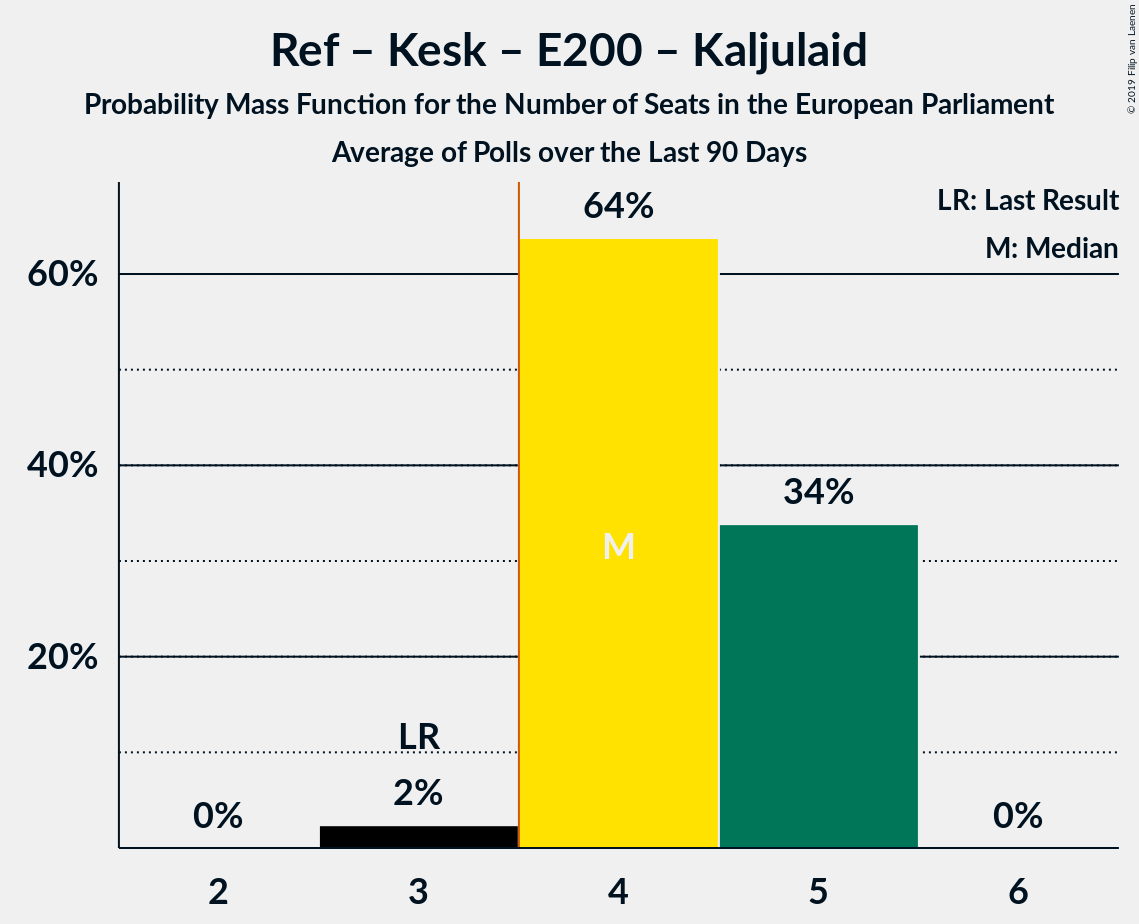 Ref – Kesk – E200 – Kaljulaid
Probability Mass Function for the Number of Seats in the European Parliament
Average of Polls over the Last 90 Days
© 2019 Filip van Laenen
LR: Last Result
M: Median
60%
40%
20%
0%
LR
2%
64%
M
34%
0%
2
3
4
5
6